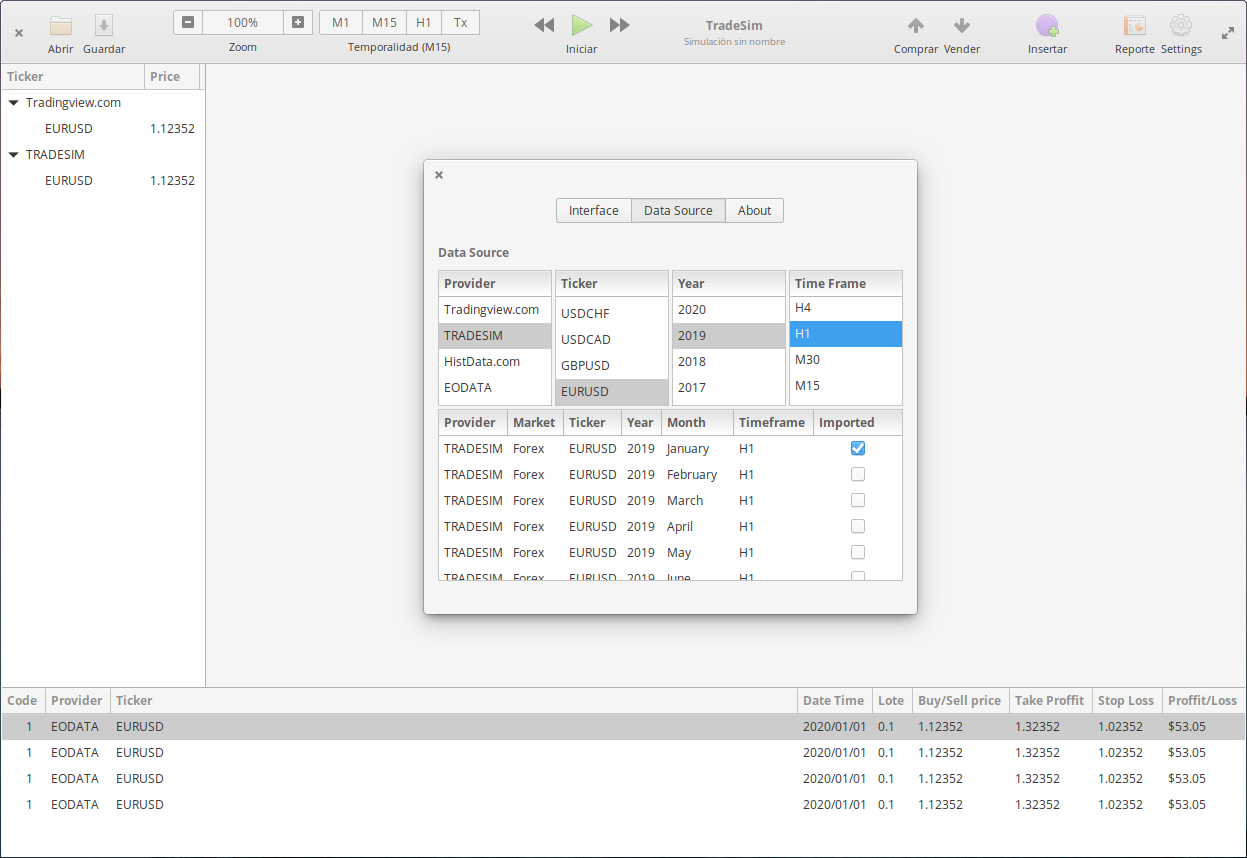 100% M1 M15 H1 Tx TradeSim
Abrir Guardar Zoom Temporalidad (M15) Iniciar Simulación sin nombre Comprar Vender Insertar Reporte Settings
Ticker Price
Tradingview.com
EURUSD 1.12352
TRADESIM
EURUSD 1.12352
Interface Data Source About
Data Source
Provider Ticker Year Time Frame
Tradingview.com USDCHF 2020 H4
TRADESIM USDCAD 2019 H1
HistData.com GBPUSD 2018 M30
EODATA EURUSD 2017 M15
Provider Market Ticker Year Month Timeframe Imported
TRADESIM Forex EURUSD 2019 January H1
TRADESIM Forex EURUSD 2019 February H1
TRADESIM Forex EURUSD 2019 March H1
TRADESIM Forex EURUSD 2019 April H1
TRADESIM Forex EURUSD 2019 May H1
TRADESIM Forex EURUSD 2019 June H1
Code Provider Ticker Date Time Lote Buy/Sell price Take Proffit Stop Loss Proffit/Loss
1 EODATA EURUSD 2020/01/01 0.1 1.12352 1.32352 1.02352 $53.05
1 EODATA EURUSD 2020/01/01 0.1 1.12352 1.32352 1.02352 $53.05
1 EODATA EURUSD 2020/01/01 0.1 1.12352 1.32352 1.02352 $53.05
1 EODATA EURUSD 2020/01/01 0.1 1.12352 1.32352 1.02352 $53.05